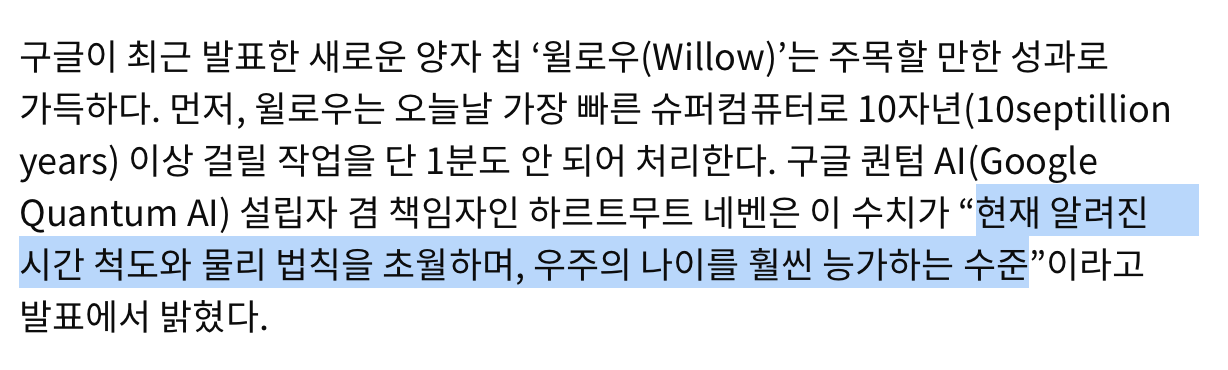 구글이 최근 발표한 새로운 양자 칩 ‘윌로우(Willow)’는 주목할 만한 성과로
가득하다. 먼저, 윌로우는 오늘날 가장 빠른 슈퍼컴퓨터로 10자년(10septillion
years) 이상 걸릴 작업을 단 1분도 안 되어 처리한다. 구글 퀀텀 AI(Google
Quantum AI) 설립자 겸 책임자인 하르트무트 네벤은 이 수치가 “현재 알려진
시간 척도와 물리 법칙을 초월하며, 우주의 나이를 훨씬 능가하는 수준”이라고
발표에서 밝혔다.